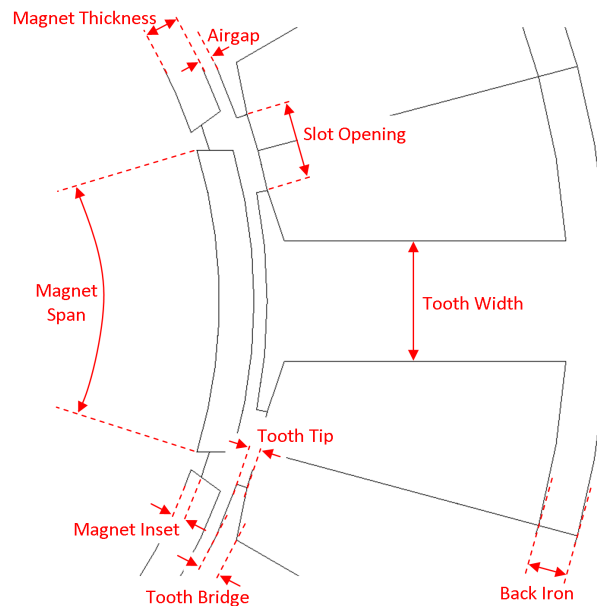 Magnet Thickness
Airgap
Slot Opening
Magnet
Span
Tooth Width
Tooth Tip
Magnet Inset
Tooth Bridge
Back Iron